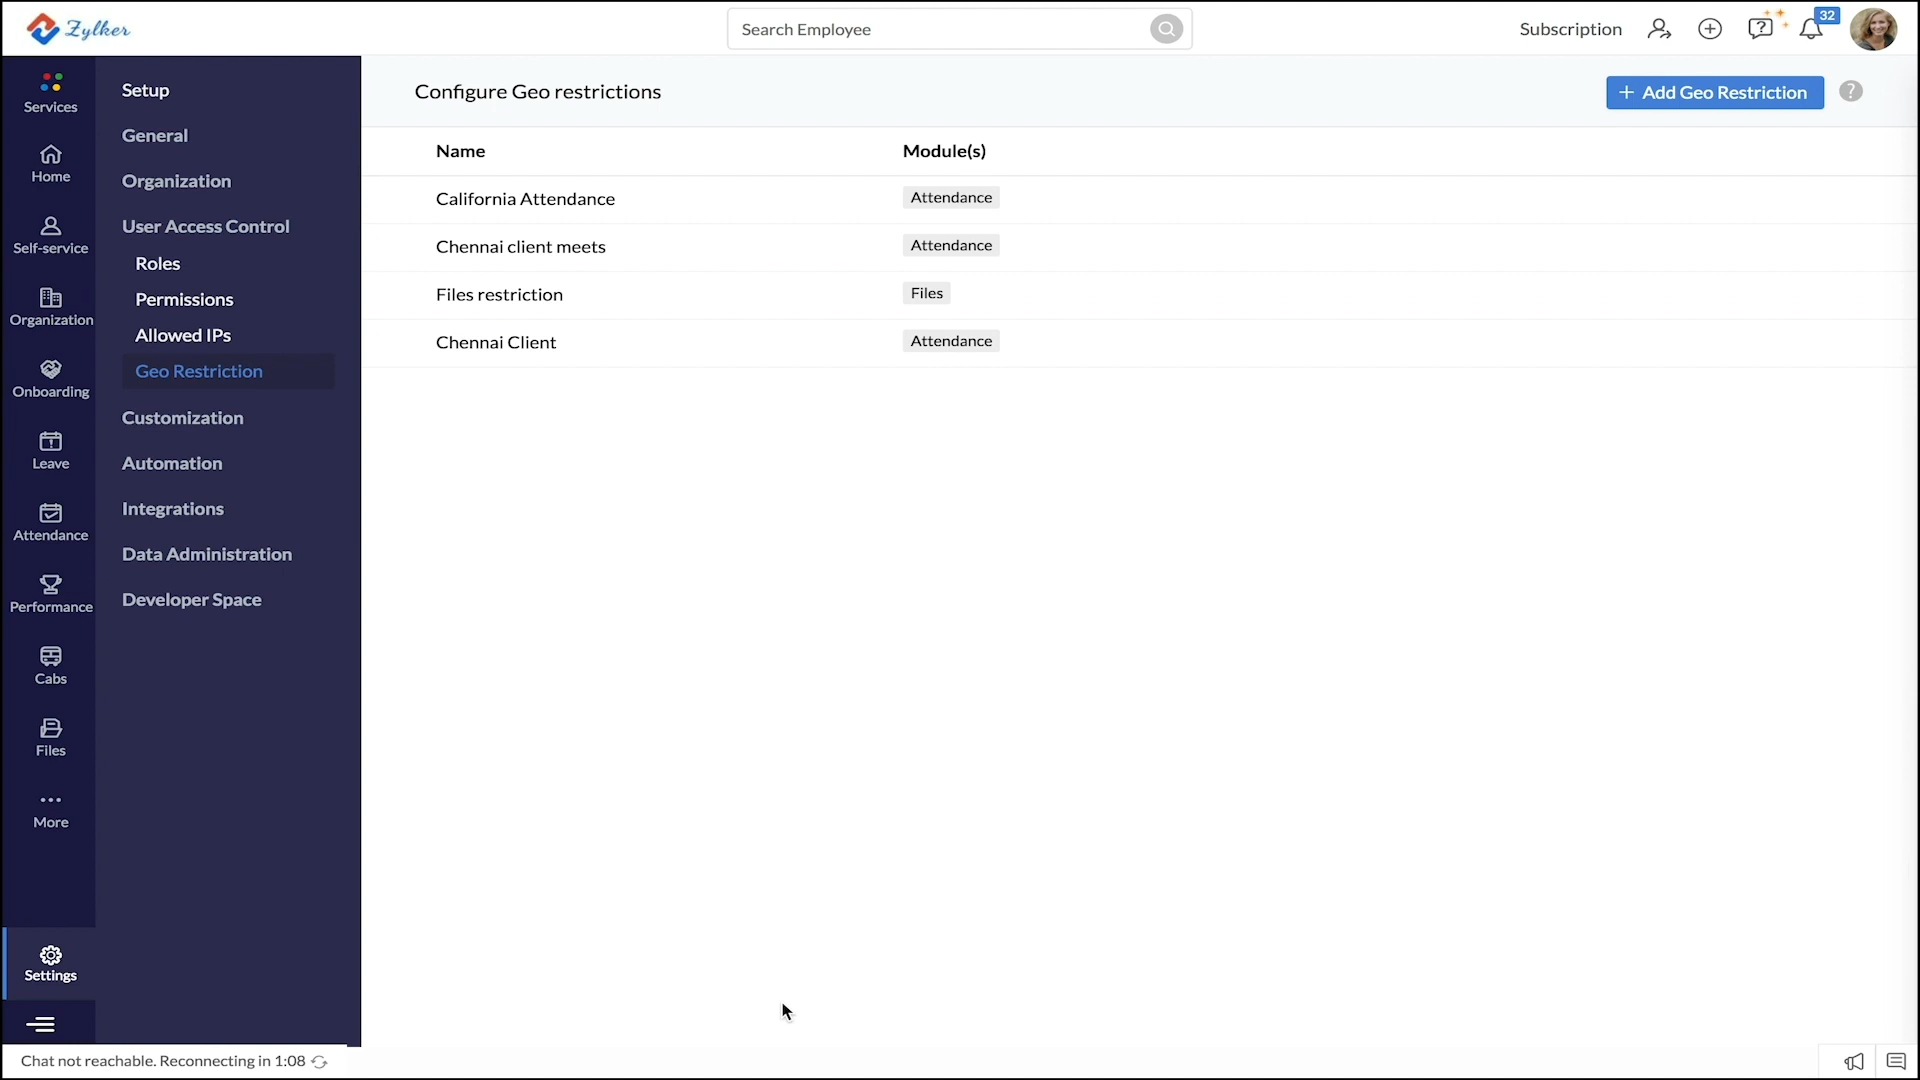 Zylker
Search Employee
Subscription
32
Services
Home
Self-service
Organization
Onboarding
Leave
Attendance
Performance
Cabs
Files
More
Settings
Setup
General
Organization
User Access Control
Roles
Permissions
Allowed IPs
Geo Restriction
Customization
Automation
Integrations
Data Administration
Developer Space
Configure Geo restrictions
+ Add Geo Restriction
?
Name Module(s)
California Attendance Attendance
Chennai client meets Attendance
Files restriction Files
Chennai Client Attendance
Chat not reachable. Reconnecting in 1:08